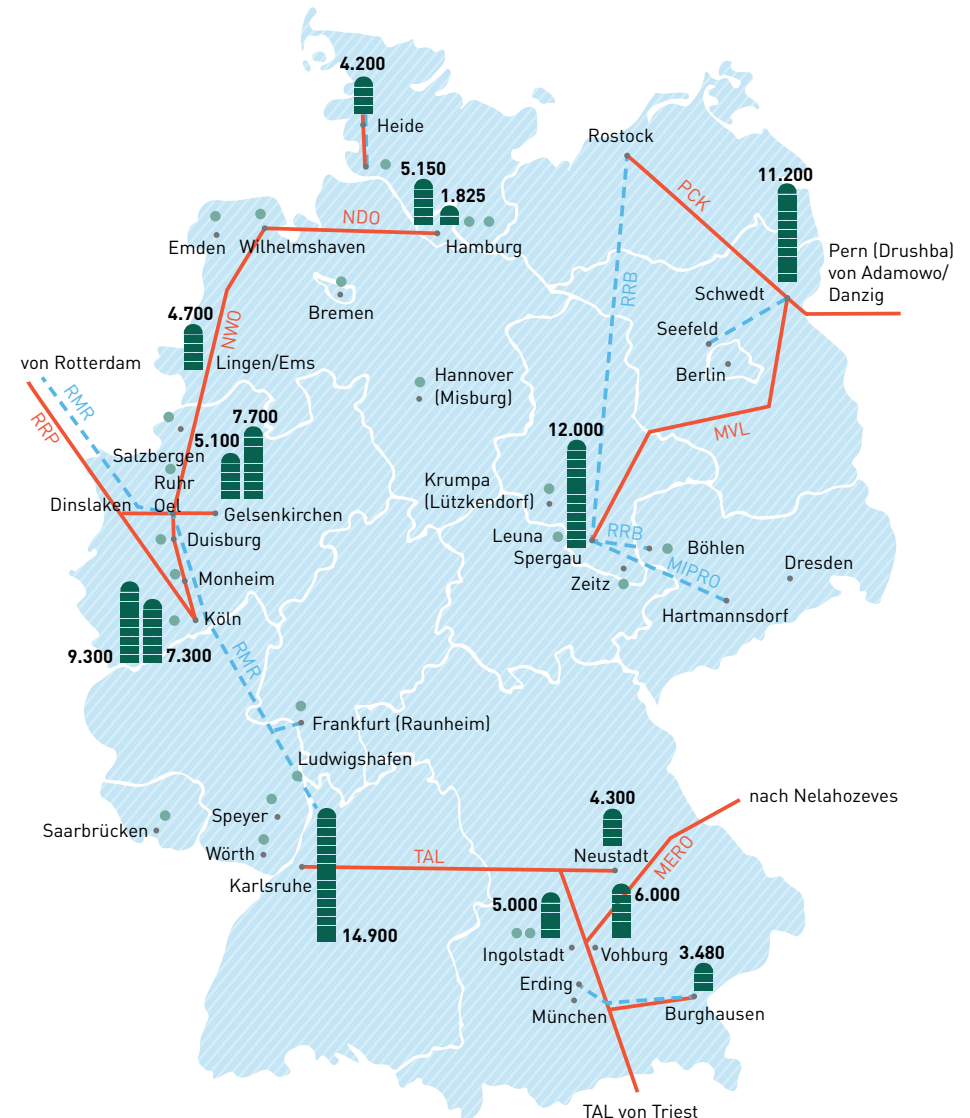 4.200
Heide
Rostock
5.150
1.825
PCK
11.200
NDO
Emden
Wilhelmshaven
Hamburg
Pern (Drushba)
von Adamowo/
Danzig
RRB
Schwedt
Bremen
Seefeld
4.700
NWO
Lingen/Ems
Berlin
von Rotterdam
RMR
RRP
Hannover
(Misburg)
7.700
5.100
12.000
MVL
Salzbergen
Ruhr
Oel
Krumpa
(Lützkendorf)
Dinslaken
Gelsenkirchen
Leuna
Spergau
RRB
Böhlen
Duisburg
MIPRO
Dresden
Monheim
Zeitz
Hartmannsdorf
Köln
9.300
7.300
RMR
Frankfurt (Raunheim)
Ludwigshafen
nach Nelahozeves
4.300
Speyer
Saarbrücken
Wörth
TAL
Neustadt
MERO
Karlsruhe
5.000
6.000
14.900
Ingolstadt
Vohburg
3.480
Erding
München
Burghausen
TAL von Triest